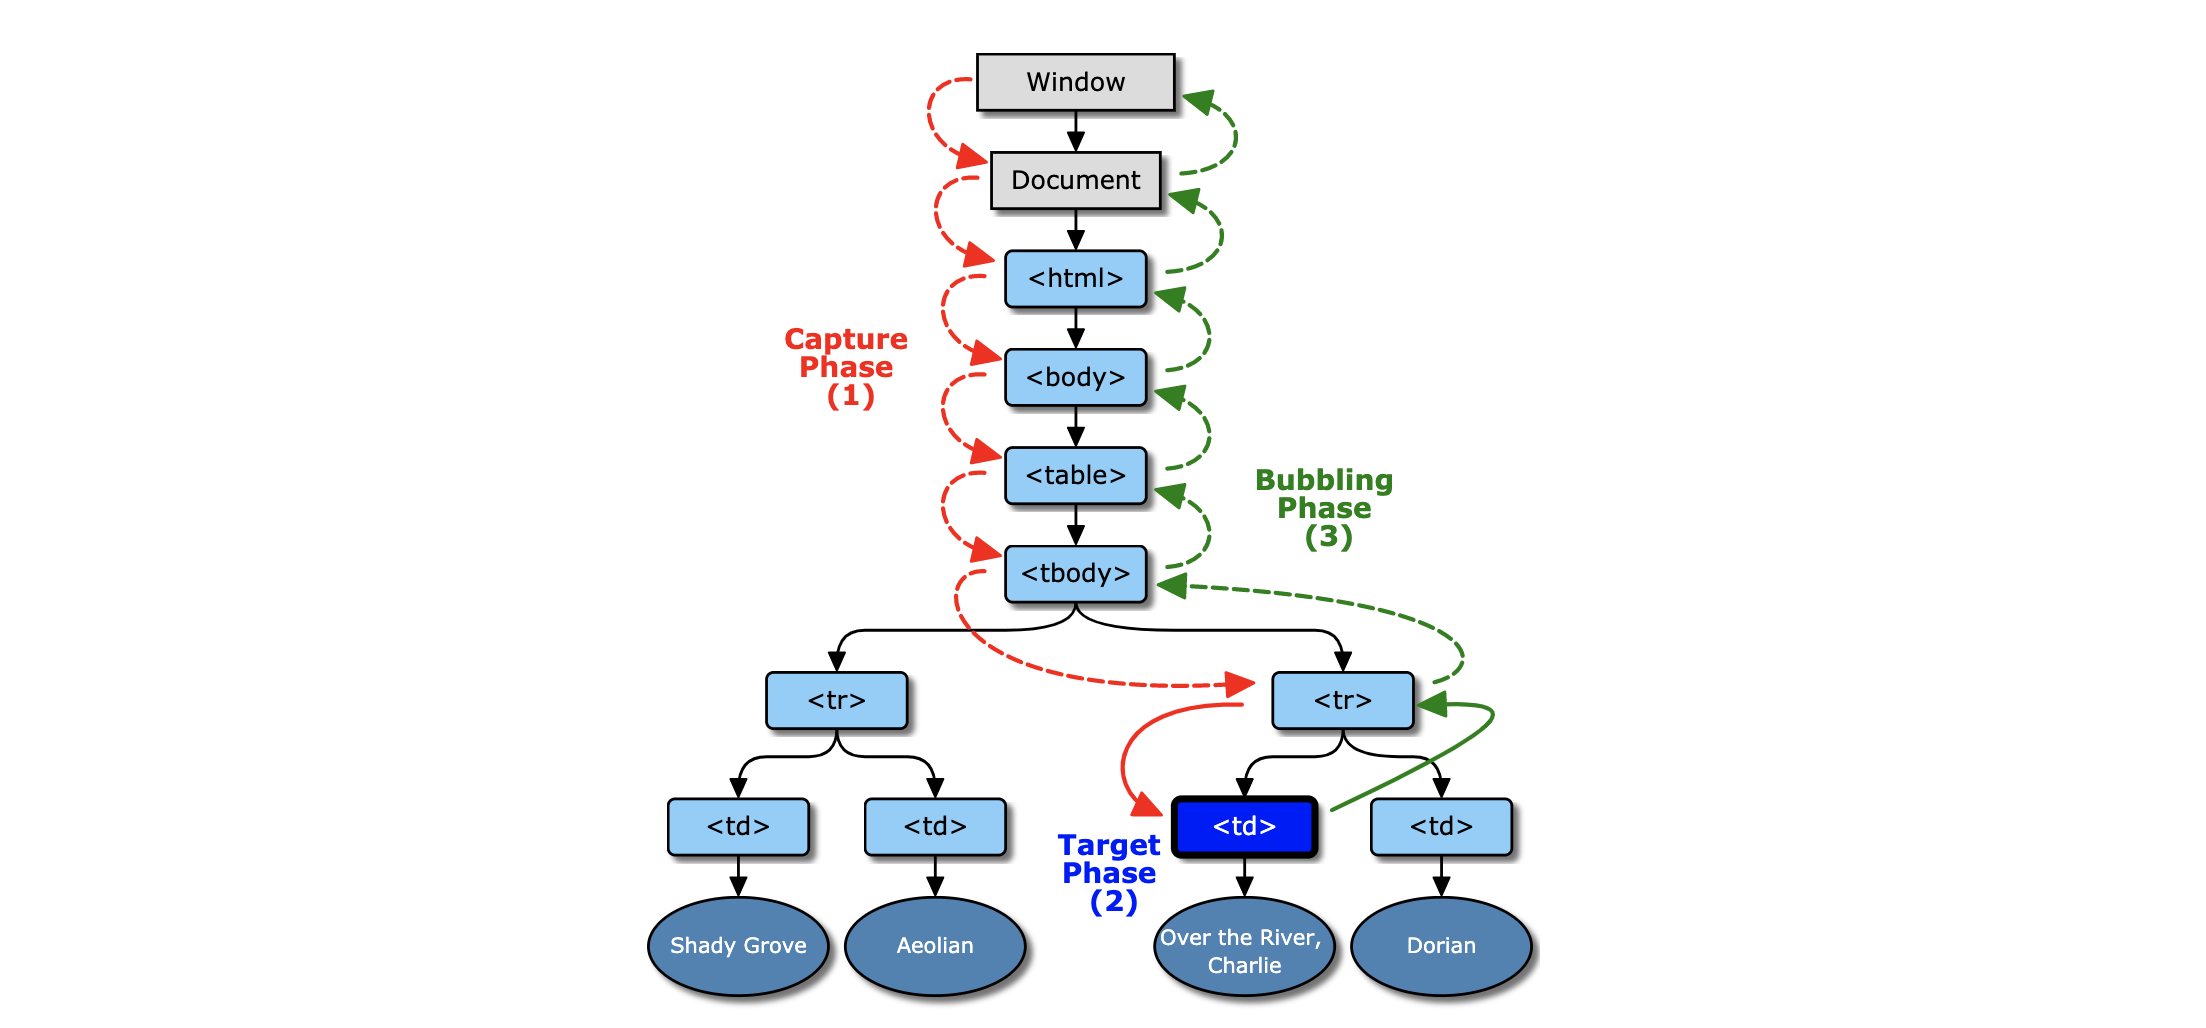 Window
Document
<html>
Capture
Phase
(1)
<body>
<table>
Bubbling
Phase
(3)
<tbody>
<tr>
<tr>
<td>
<td>
<td>
<td>
Target
Phase
(2)
Shady Grove
Aeolian
Over the River,
Charlie
Dorian